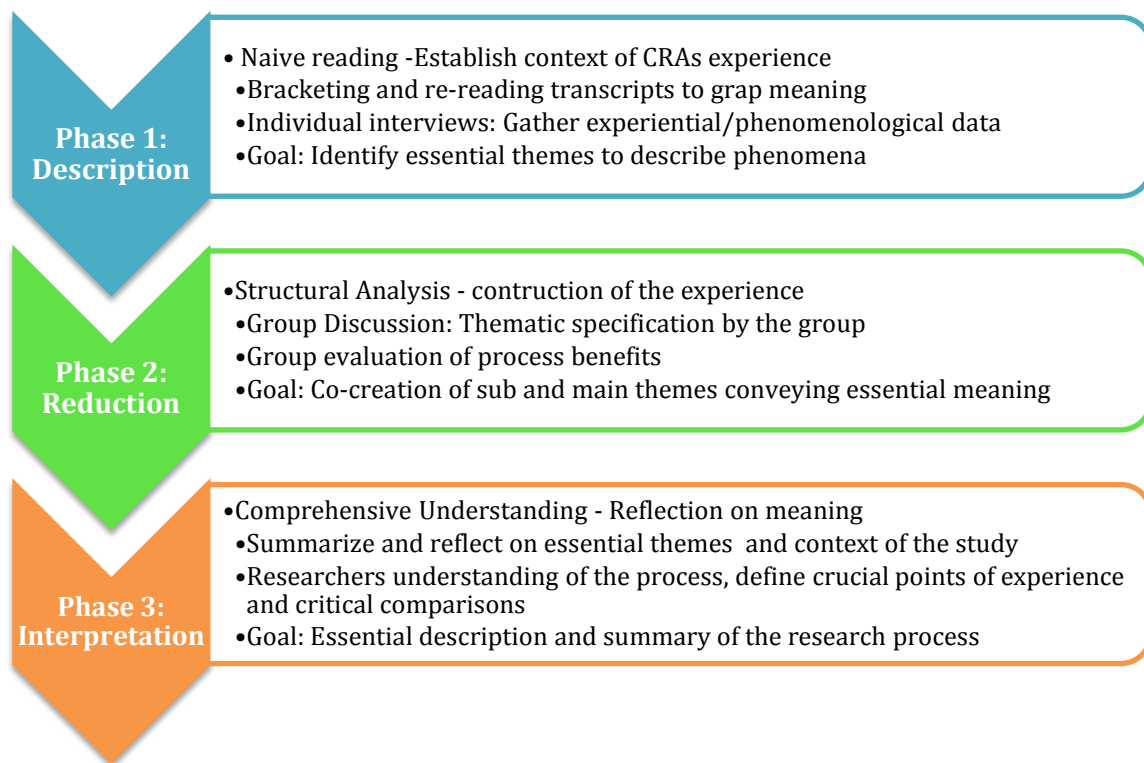 Phase 1:
Description
• Naive reading -Establish context of CRAs experience
•Bracketing and re-reading transcripts to grap meaning
•Individual interviews: Gather experiential/phenomenological data
•Goal: Identify essential themes to describe phenomena
Phase 2:
Reduction
•Structural Analysis - contruction of the experience
•Group Discussion: Thematic specification by the group
•Group evaluation of process benefits
•Goal: Co-creation of sub and main themes conveying essential meaning
Phase 3:
Interpretation
•Comprehensive Understanding - Reflection on meaning
•Summarize and reflect on essential themes and context of the study
•Researchers understanding of the process, define crucial points of experience
and critical comparisons
•Goal: Essential description and summary of the research process